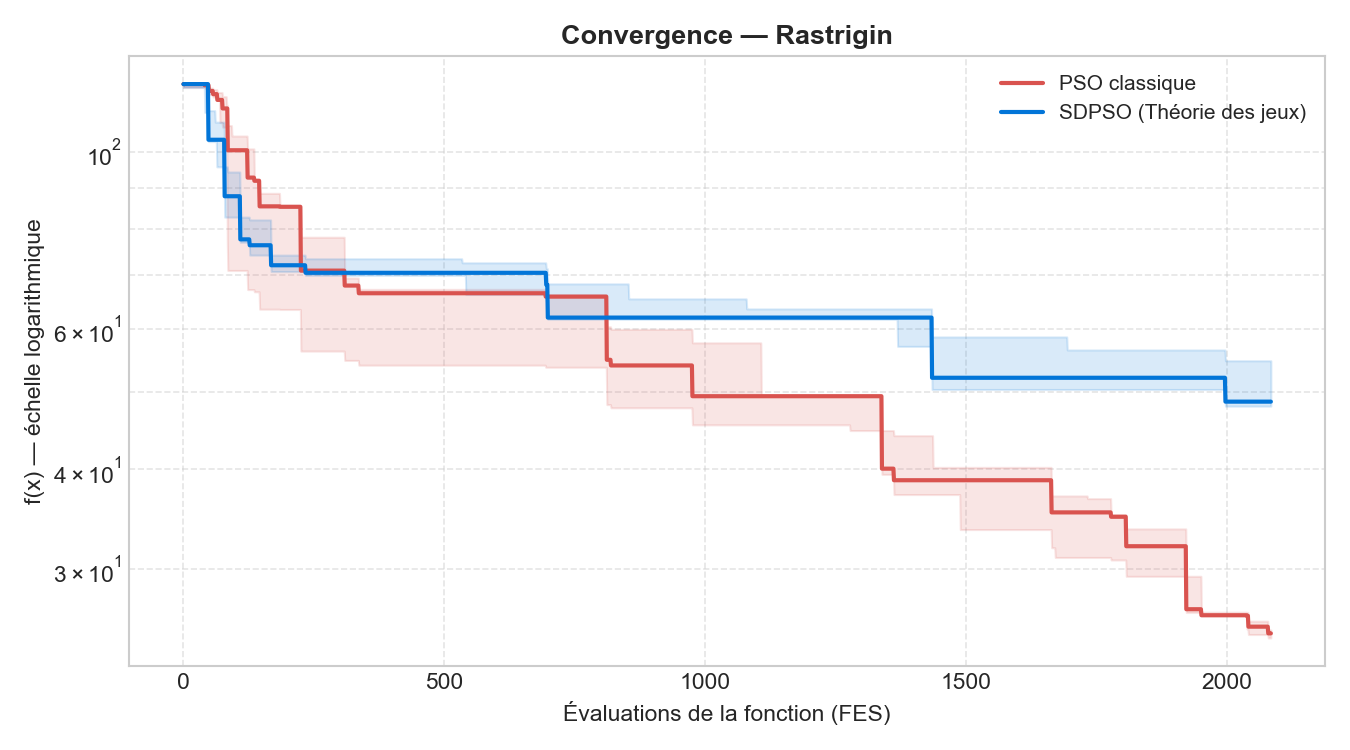 Convergence — Rastrigin
PSO classique
SDPSO (Théorie des jeux)
f(x) — échelle logarithmique
10²
6 × 10¹
4 × 10¹
3 × 10¹
0 500 1000 1500 2000
Évaluations de la fonction (FES)